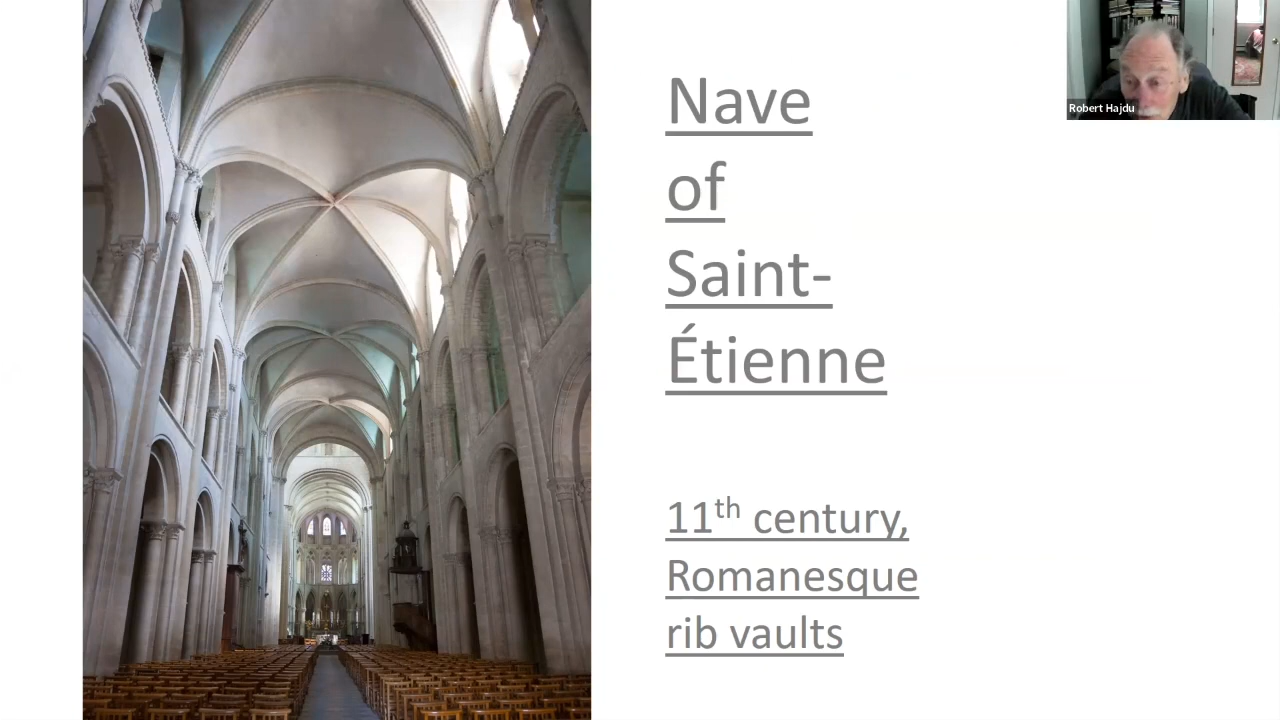 Nave
of
Saint-
Étienne
11th century,
Romanesque
rib vaults
Robert Hajdu